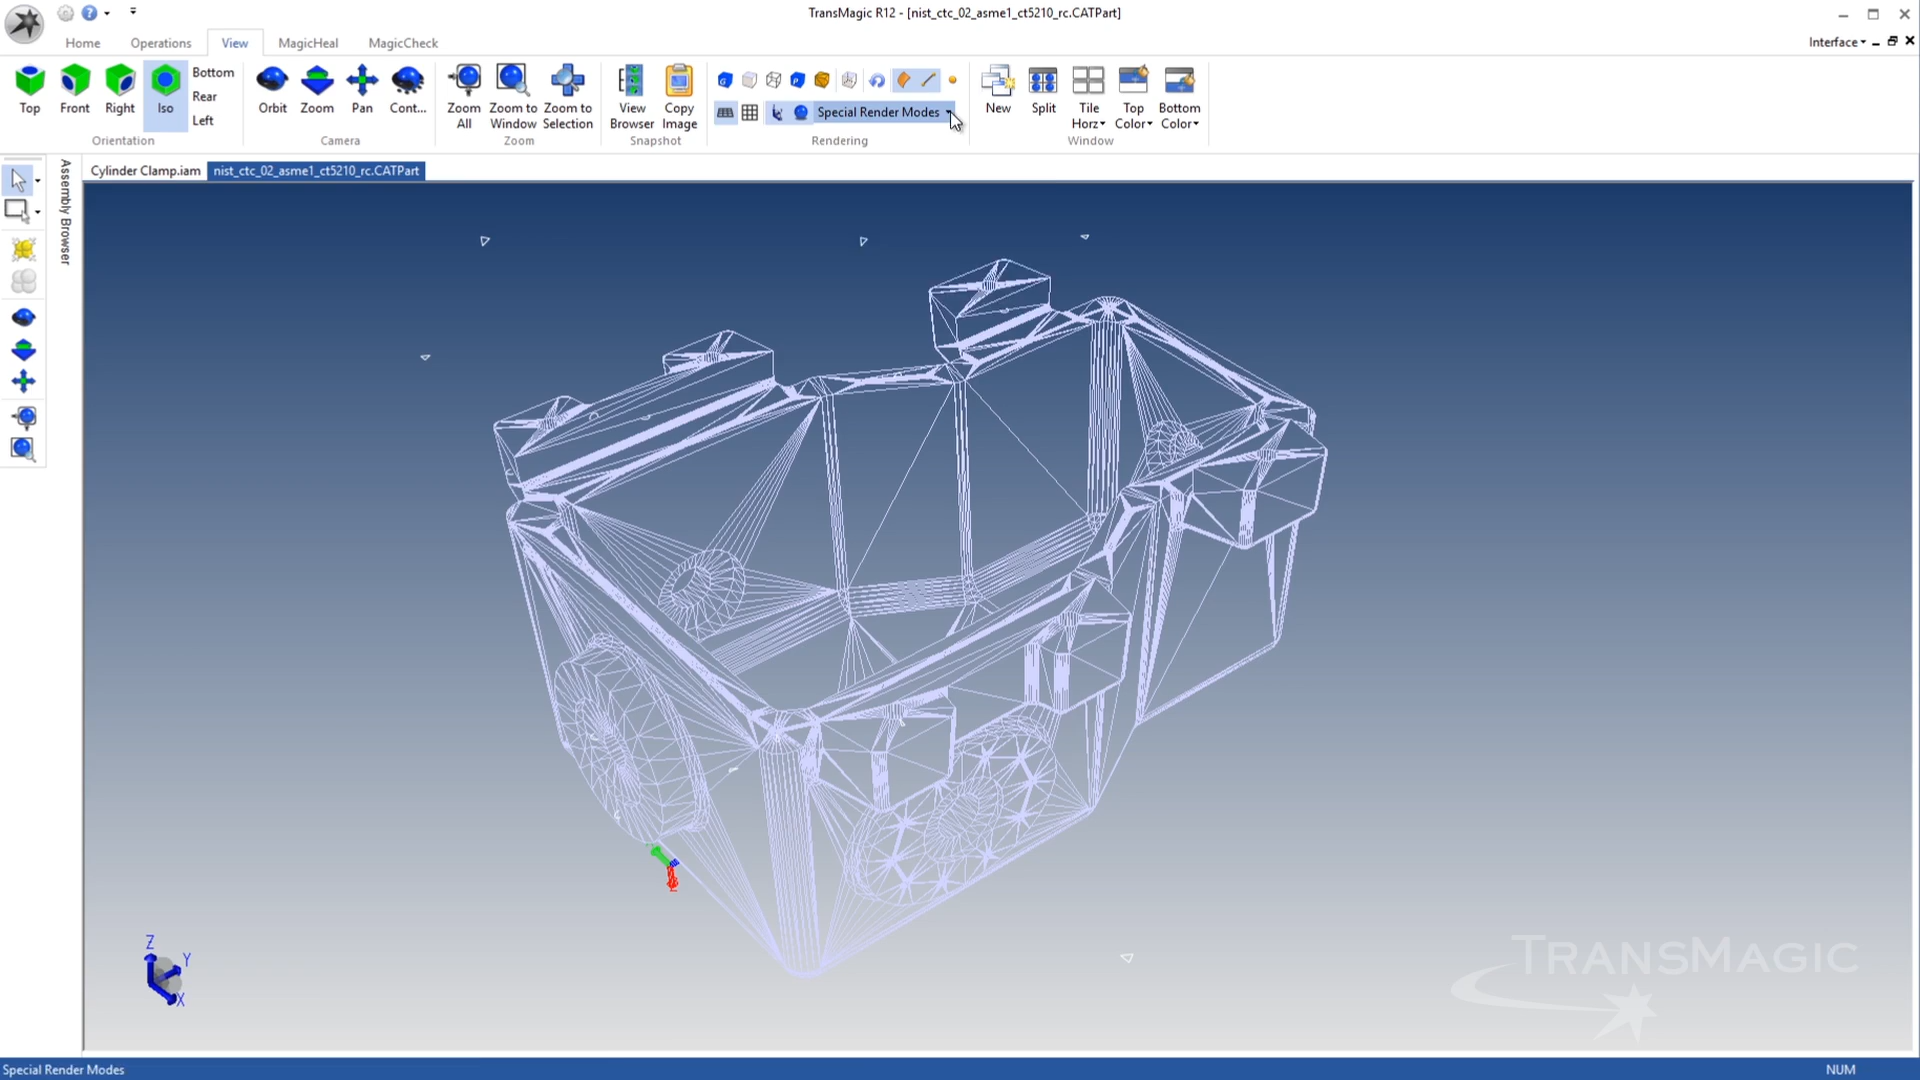 TransMagic R12 - [nist_ctc_02_asme1_ct5210_rc.CATPart]
Home Operations View MagicHeal MagicCheck Interface
Top Front Right Iso Bottom Rear Left
Orbit Zoom Pan Cont...
Zoom All Zoom to Window Zoom to Selection
View Browser Copy Image
Special Render Modes
New Split Tile Horz Top Color Bottom Color
Orientation Camera Zoom Snapshot Rendering Window
Cylinder Clamp.iam nist_ctc_02_asme1_ct5210_rc.CATPart
Assembly Browser
Z
Y
X
TRANSMAGIC
Special Render Modes NUM